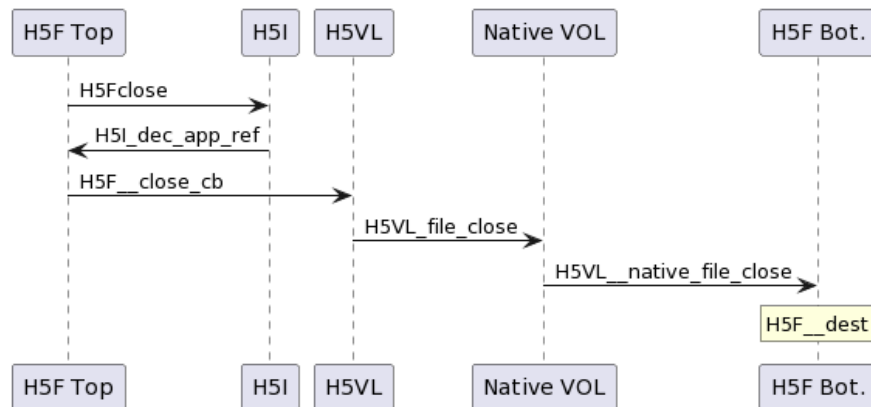 H5F Top
H5I
H5VL
Native VOL
H5F Bot.
H5Fclose
H5I_dec_app_ref
H5F__close_cb
H5VL_file_close
H5VL__native_file_close
H5F__dest
H5F Top
H5I
H5VL
Native VOL
H5F Bot.